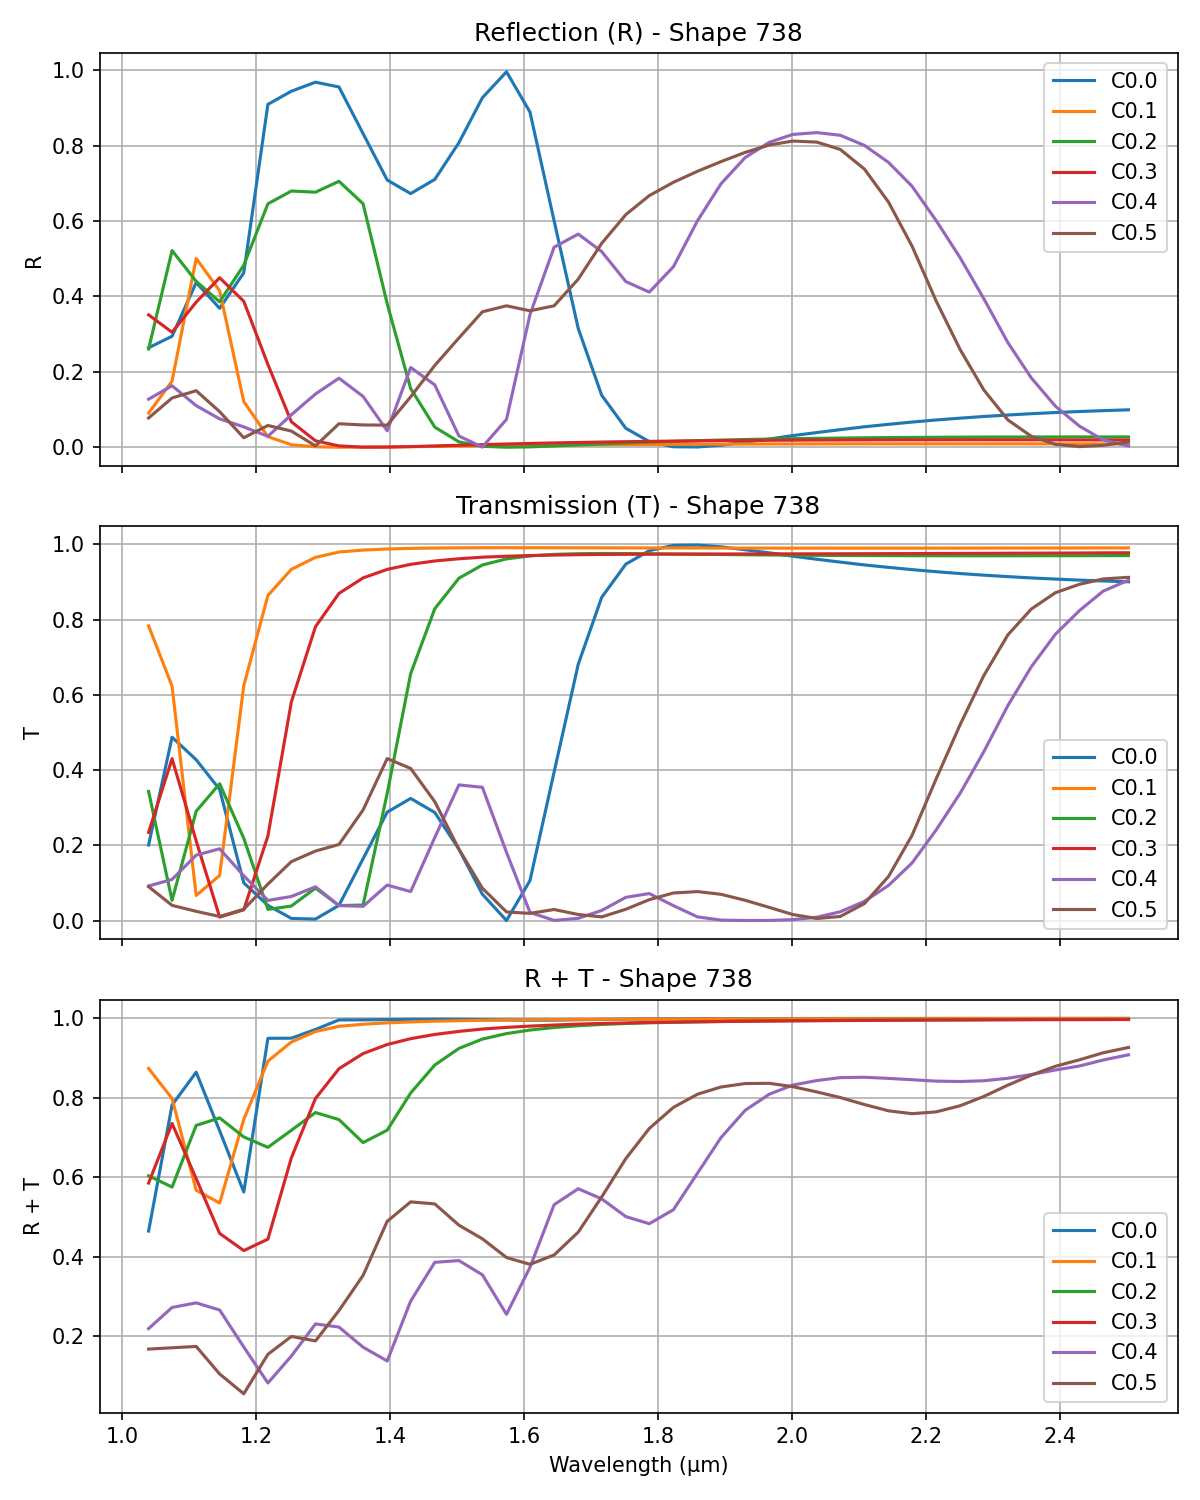 Reflection (R) - Shape 738
1.0
0.8
0.6
0.4
0.2
0.0
R
C0.0
C0.1
C0.2
C0.3
C0.4
C0.5
Transmission (T) - Shape 738
1.0
0.8
0.6
0.4
0.2
0.0
T
C0.0
C0.1
C0.2
C0.3
C0.4
C0.5
R + T - Shape 738
1.0
0.8
0.6
0.4
0.2
R + T
C0.0
C0.1
C0.2
C0.3
C0.4
C0.5
1.0 1.2 1.4 1.6 1.8 2.0 2.2 2.4
Wavelength (μm)